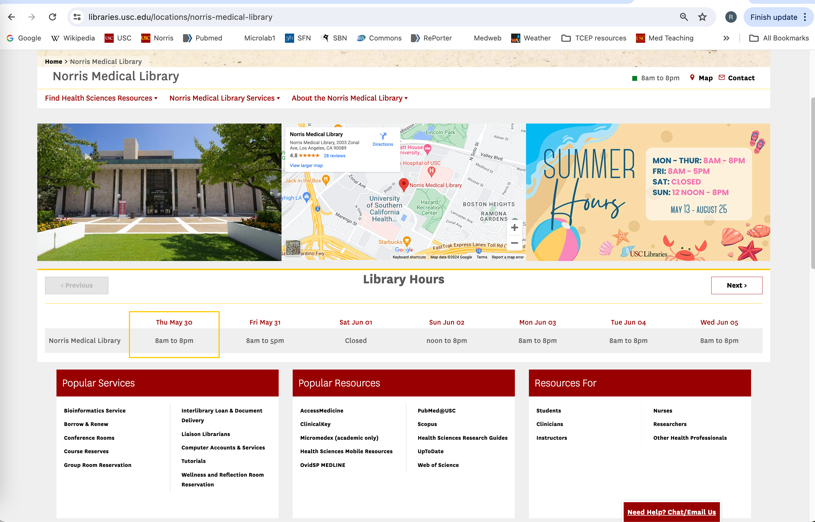 libraries.usc.edu/locations/norris-medical-library
R
Finish update
Google
Wikipedia
USC
Norris
Pubmed
Microlab1
SFN
SBN
Commons
RePorter
Medweb
Weather
TCEP resources
Med Teaching
»
All Bookmarks
Home > Norris Medical Library
Norris Medical Library
8am to 8pm
Map
Contact
Find Health Sciences Resources
Norris Medical Library Services
About the Norris Medical Library
Norris Medical Library
Norris Medical Library, 2003 Zonal
Ave, Los Angeles, CA 90089
4.8 ★★★★★ 28 reviews
View larger map
Directions
Lincoln Park
Valley Blvd
Hospital of USC
Norris Medical Library
University of
Southern
California
Health...
Hazard
Recreation
Center
BOSTON HEIGHTS
RAMONA
GARDENS
Marengo St
Starbucks
Google
Keyboard shortcuts
Map data ©2024 Google
Terms
Report a map error
SUMMER
Hours
MON - THUR: 8AM - 8PM
FRI: 8AM - 5PM
SAT: CLOSED
SUN: 12 NOON - 8PM
MAY 13 - AUGUST 25
USC Libraries
‹ Previous
Library Hours
Next ›
Thu May 30
Fri May 31
Sat Jun 01
Sun Jun 02
Mon Jun 03
Tue Jun 04
Wed Jun 05
Norris Medical Library
8am to 8pm
8am to 5pm
Closed
noon to 8pm
8am to 8pm
8am to 8pm
8am to 8pm
Popular Services
Bioinformatics Service
Borrow & Renew
Conference Rooms
Course Reserves
Group Room Reservation
Interlibrary Loan & Document
Delivery
Liaison Librarians
Computer Accounts & Services
Tutorials
Wellness and Reflection Room
Reservation
Popular Resources
AccessMedicine
ClinicalKey
Micromedex (academic only)
Health Sciences Mobile Resources
OvidSP MEDLINE
PubMed@USC
Scopus
Health Sciences Research Guides
UpToDate
Web of Science
Resources For
Students
Clinicians
Instructors
Nurses
Researchers
Other Health Professionals
Need Help? Chat/Email Us